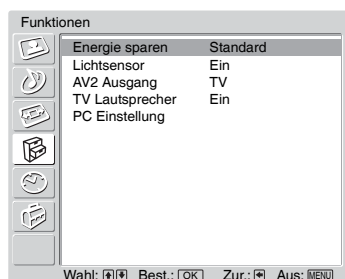 Funktionen
Energie sparen Standard
Lichtsensor Ein
AV2 Ausgang TV
TV Lautsprecher Ein
PC Einstellung
Wahl: Best.: OK Zur.: Aus: MENU